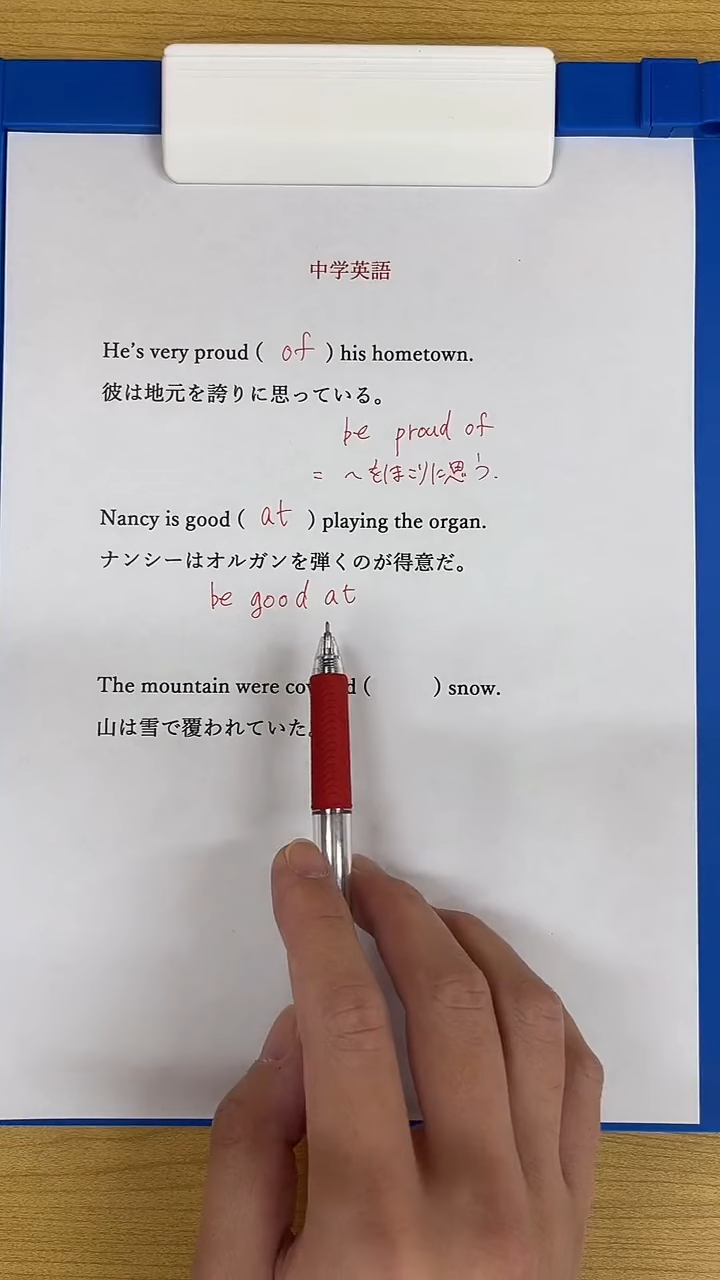 中学英語
He's very proud ( of ) his hometown.
彼は地元を誇りに思っている。
be proud of
= ～をほこりに思う.
Nancy is good ( at ) playing the organ.
ナンシーはオルガンを弾くのが得意だ。
be good at
The mountain were ( ) snow.
山は雪で覆われていた。